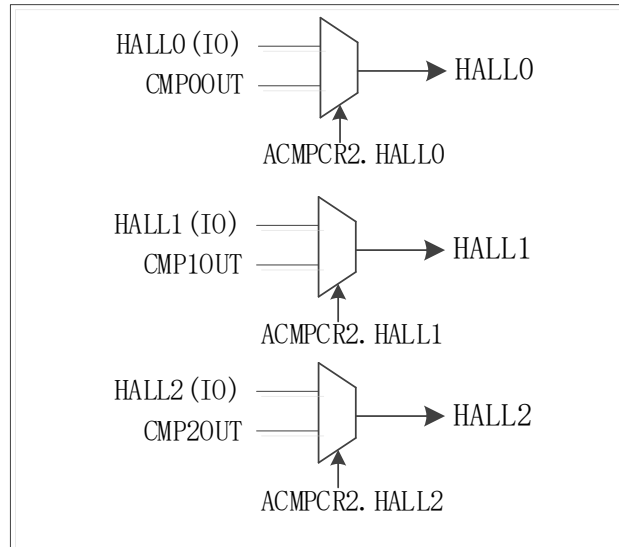 HALL0(IO)
CMP0OUT
HALL0
ACMPCR2.HALL0
HALL1(IO)
CMP1OUT
HALL1
ACMPCR2.HALL1
HALL2(IO)
CMP2OUT
HALL2
ACMPCR2.HALL2